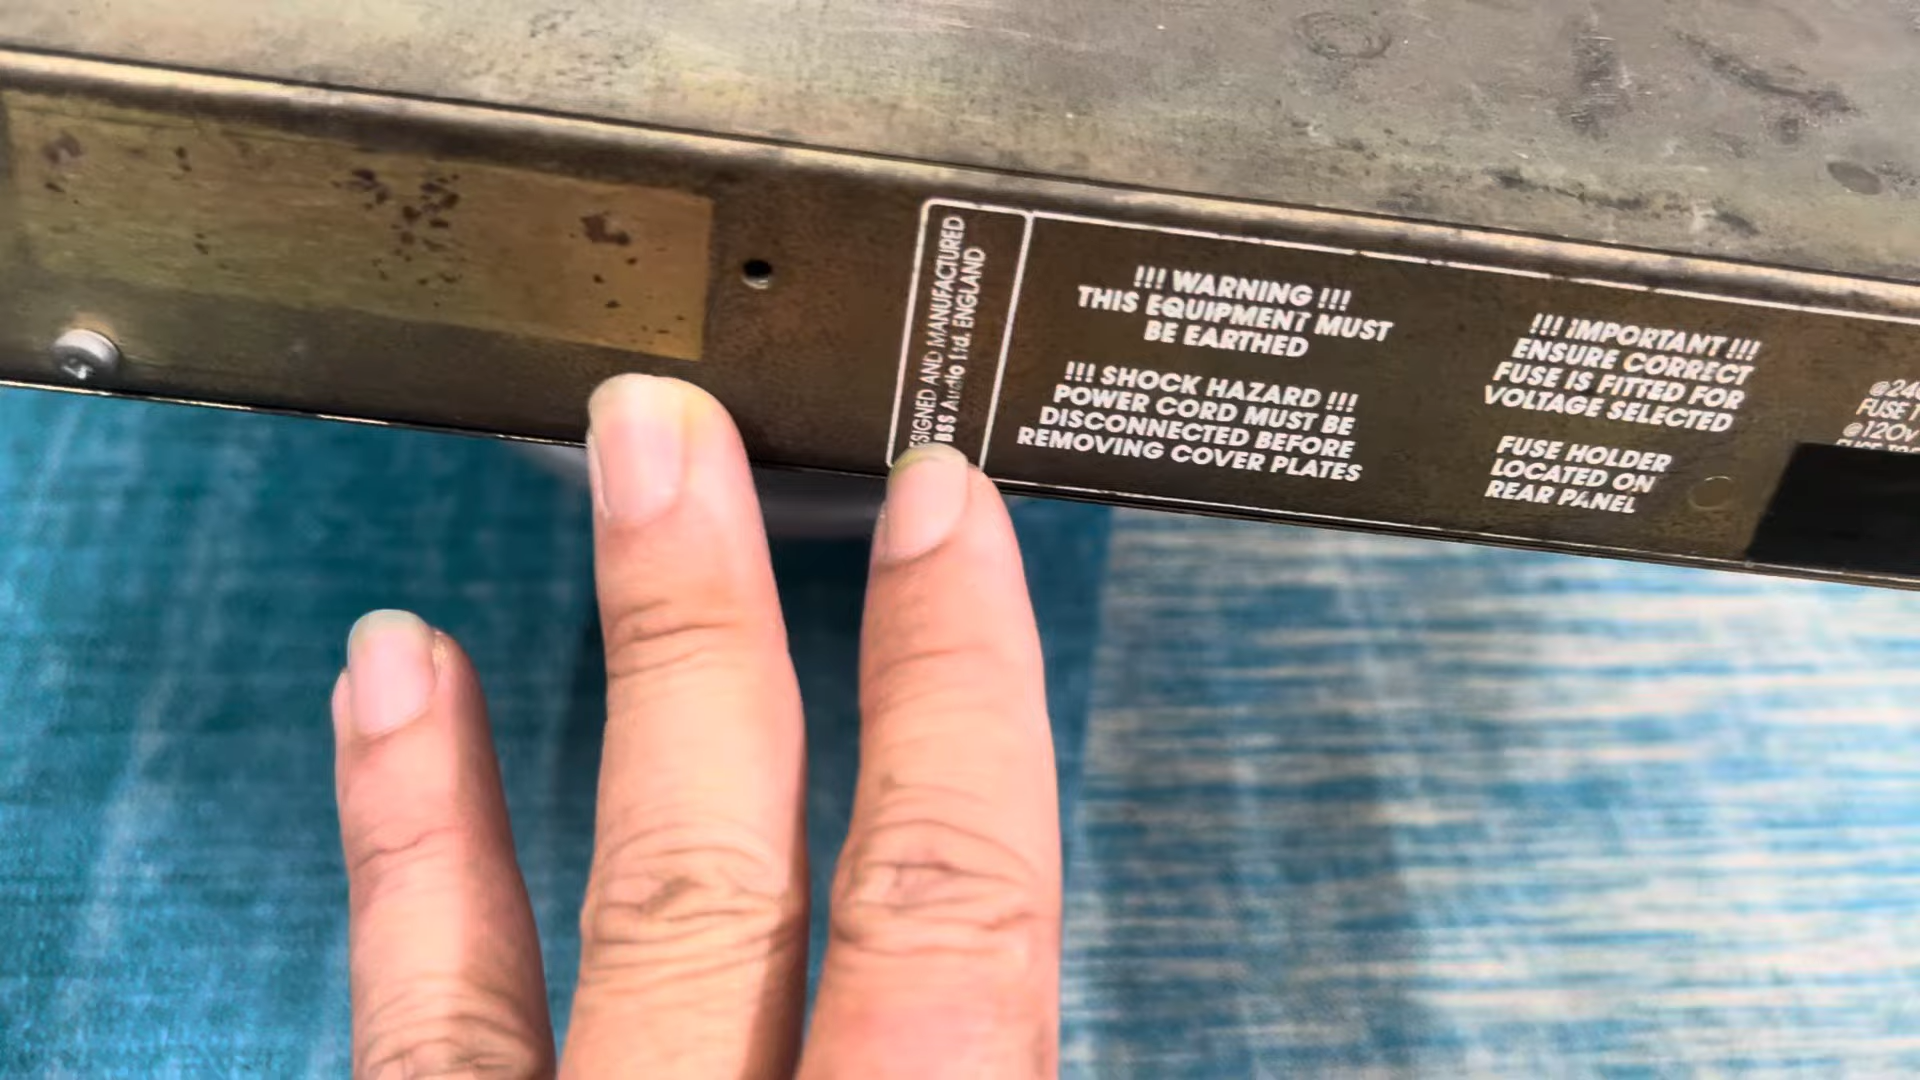 DESIGNED AND MANUFACTURED
BSS Audio Ltd. ENGLAND
!!! WARNING !!!
THIS EQUIPMENT MUST
BE EARTHED
!!! SHOCK HAZARD !!!
POWER CORD MUST BE
DISCONNECTED BEFORE
REMOVING COVER PLATES
!!! IMPORTANT !!!
ENSURE CORRECT
FUSE IS FITTED FOR
VOLTAGE SELECTED
FUSE HOLDER
LOCATED ON
REAR PANEL
FUSE
@120v